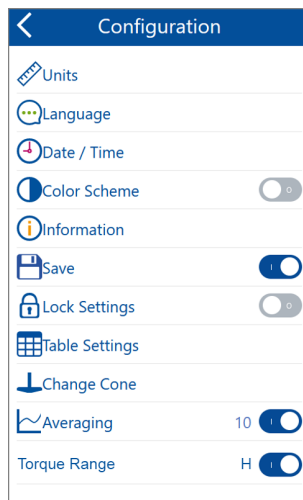 Configuration
Units
Language
Date / Time
Color Scheme
Information
Save
Lock Settings
Table Settings
Change Cone
Averaging 10
Torque Range H